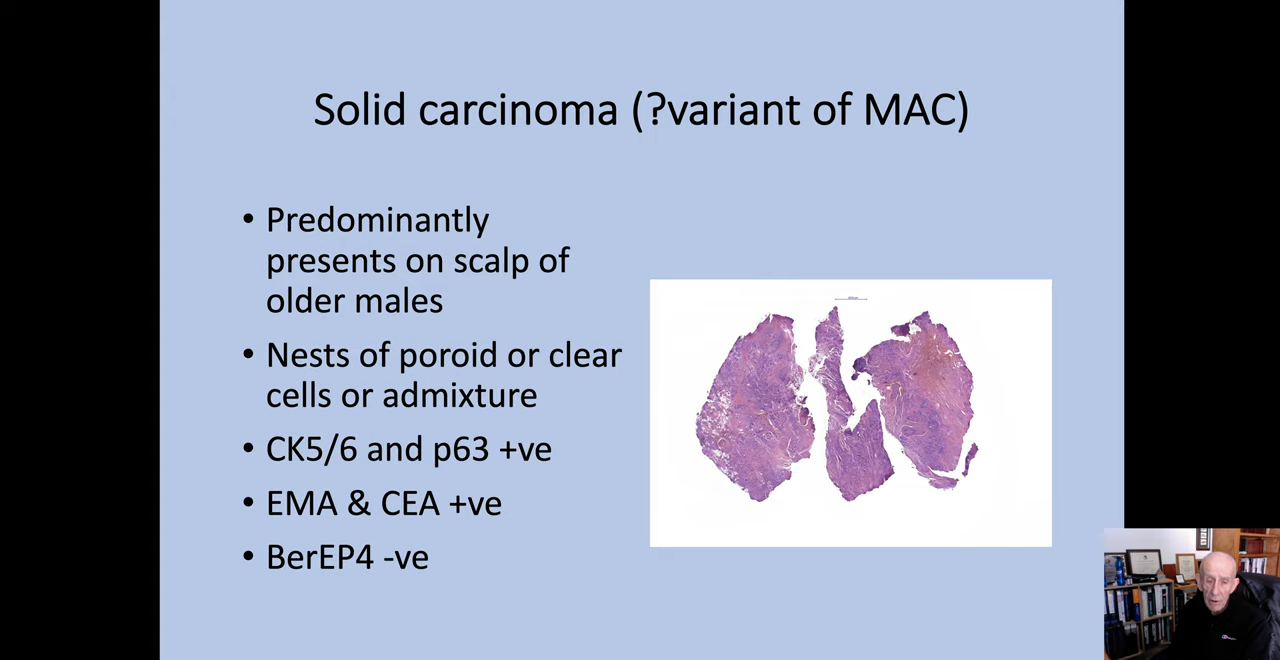 Solid carcinoma (?variant of MAC)
• Predominantly
presents on scalp of
older males
• Nests of poroid or clear
cells or admixture
• CK5/6 and p63 +ve
• EMA & CEA +ve
• BerEP4 -ve